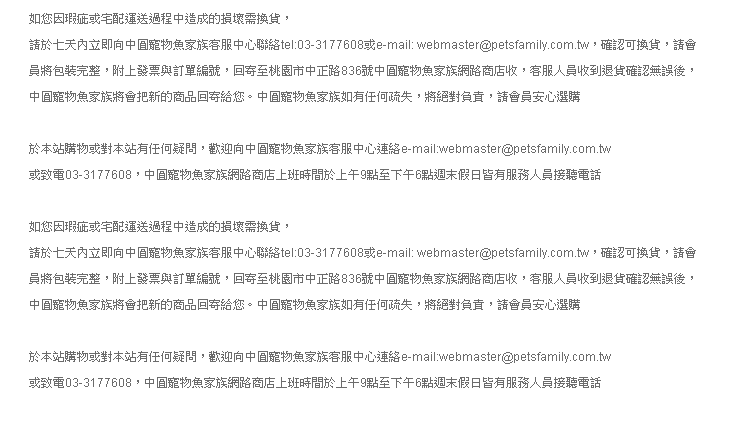 如您因瑕疵或宅配運送過程中造成的損壞需換貨，
請於七天內立即向中圓寵物魚家族客服中心聯絡tel:03-3177608或e-mail: webmaster@petsfamily.com.tw，確認可換貨，請會
員將包裝完整，附上發票與訂單編號，回寄至桃園市中正路836號中圓寵物魚家族網路商店收，客服人員收到退貨確認無誤後，
中圓寵物魚家族將會把新的商品回寄給您。中圓寵物魚家族如有任何疏失，將絕對負責，請會員安心選購
於本站購物或對本站有任何疑問，歡迎向中圓寵物魚家族客服中心連絡e-mail:webmaster@petsfamily.com.tw
或致電03-3177608，中圓寵物魚家族網路商店上班時間於上午9點至下午6點週末假日皆有服務人員接聽電話
如您因瑕疵或宅配運送過程中造成的損壞需換貨，
請於七天內立即向中圓寵物魚家族客服中心聯絡tel:03-3177608或e-mail: webmaster@petsfamily.com.tw，確認可換貨，請會
員將包裝完整，附上發票與訂單編號，回寄至桃園市中正路836號中圓寵物魚家族網路商店收，客服人員收到退貨確認無誤後，
中圓寵物魚家族將會把新的商品回寄給您。中圓寵物魚家族如有任何疏失，將絕對負責，請會員安心選購
於本站購物或對本站有任何疑問，歡迎向中圓寵物魚家族客服中心連絡e-mail:webmaster@petsfamily.com.tw
或致電03-3177608，中圓寵物魚家族網路商店上班時間於上午9點至下午6點週末假日皆有服務人員接聽電話